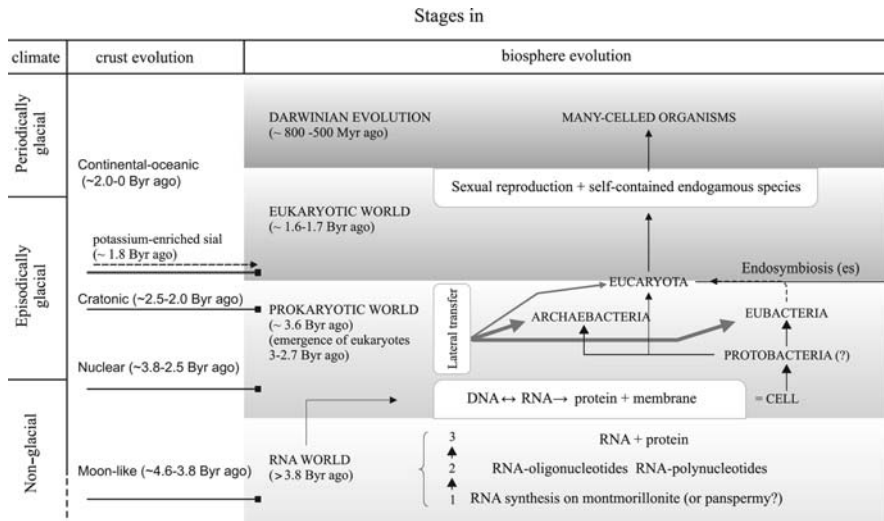 Stages in
climate
crust evolution
biosphere evolution
Periodically
glacial
Episodically
glacial
Non-glacial
Continental-oceanic
(~2.0-0 Byr ago)
potassium-enriched sial
(~ 1.8 Byr ago)
Cratonic (~2.5-2.0 Byr ago)
Nuclear (~3.8-2.5 Byr ago)
Moon-like (~4.6-3.8 Byr ago)
DARWINIAN EVOLUTION
(~ 800 -500 Myr ago)
MANY-CELLED ORGANISMS
Sexual reproduction + self-contained endogamous species
EUKARYOTIC WORLD
(~ 1.6-1.7 Byr ago)
Endosymbiosis (es)
EUCARYOTA
PROKARYOTIC WORLD
(~ 3.6 Byr ago)
(emergence of eukaryotes
3-2.7 Byr ago)
Lateral transfer
ARCHAEBACTERIA
EUBACTERIA
PROTOBACTERIA (?)
DNA ↔ RNA → protein + membrane
= CELL
RNA WORLD
(> 3.8 Byr ago)
3 RNA + protein
2 RNA-oligonucleotides RNA-polynucleotides
1 RNA synthesis on montmorillonite (or panspermy?)